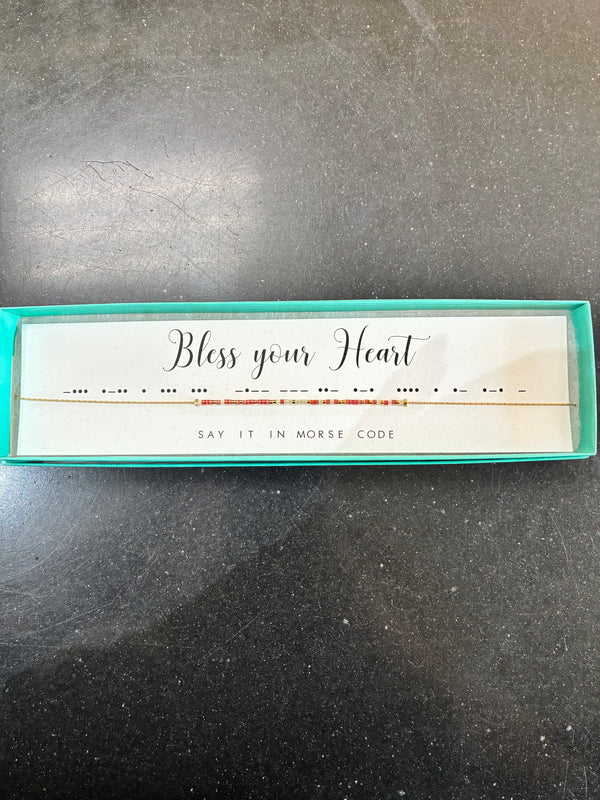 Bless your Heart
–••• •–•• • ••• •••   –•–– ––– ••– •–•   •••• • •– •–• –
SAY IT IN MORSE CODE